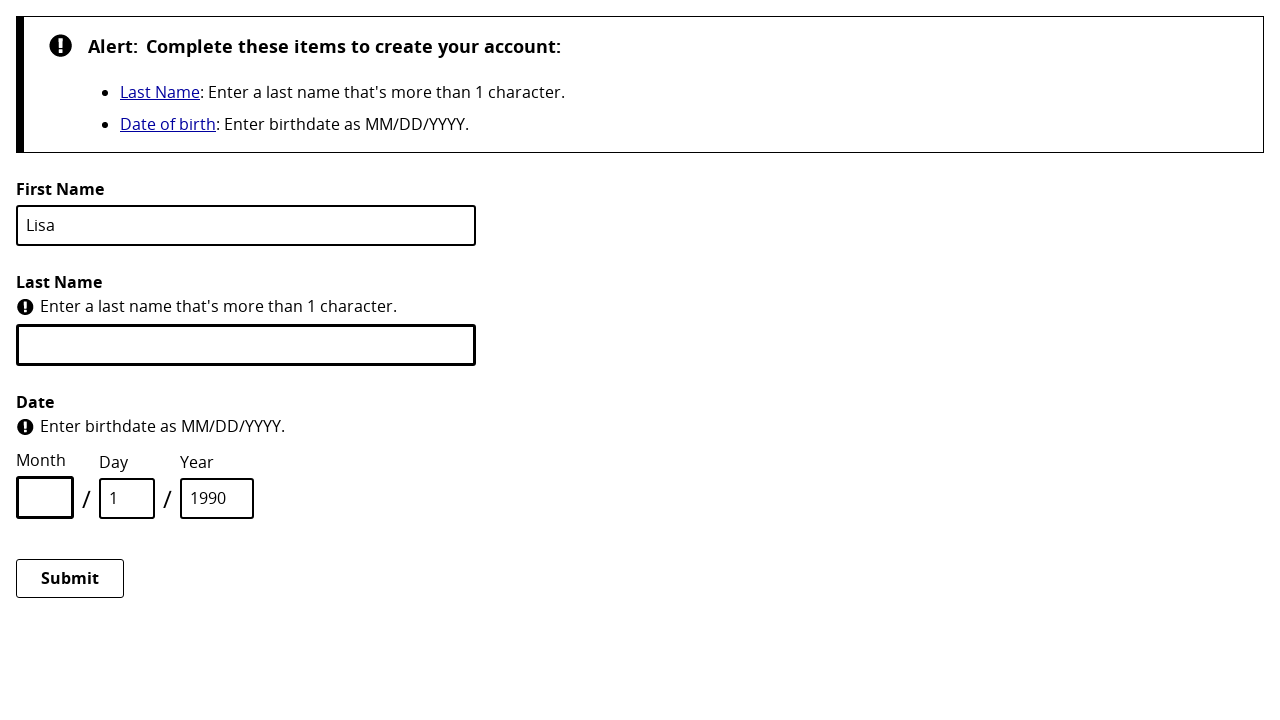 Alert: Complete these items to create your account:
Last Name: Enter a last name that's more than 1 character.
Date of birth: Enter birthdate as MM/DD/YYYY.
First Name
Lisa
Last Name
Enter a last name that's more than 1 character.
Date
Enter birthdate as MM/DD/YYYY.
Month Day Year
/ 1 / 1990
Submit